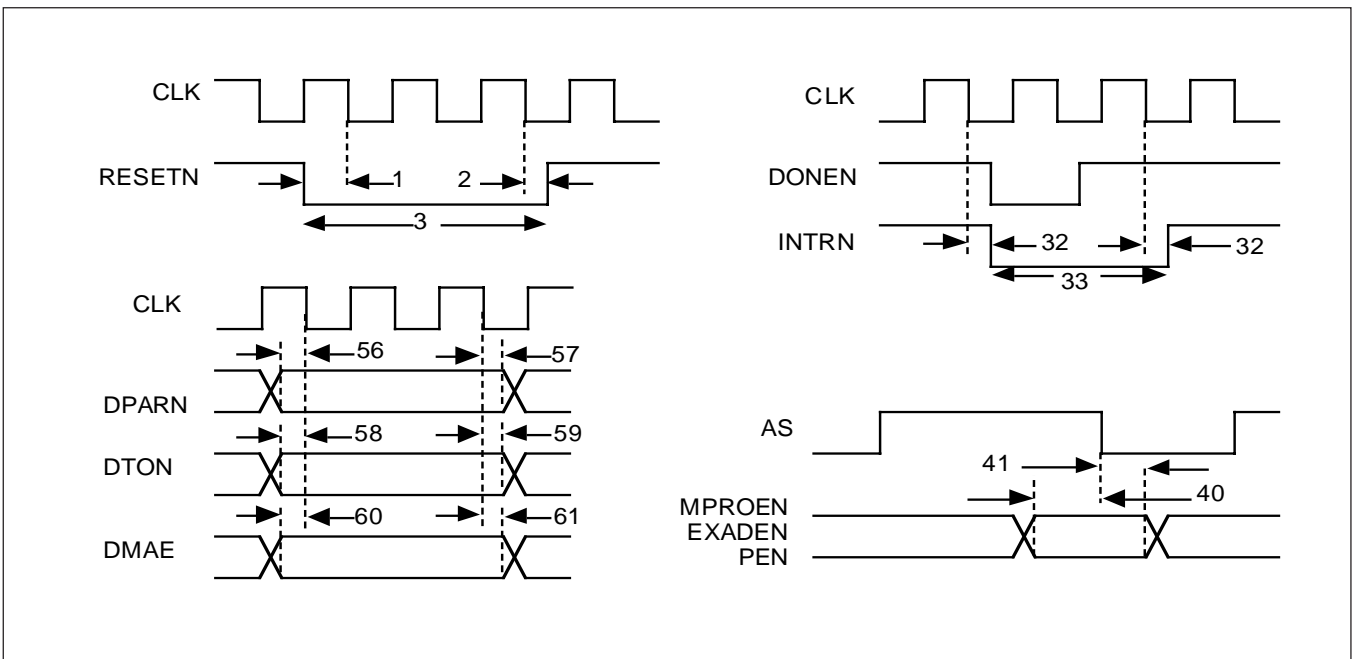 CLK
RESETN
1
2
3
CLK
DONEN
INTRN
32
32
33
CLK
56
57
DPARN
58
59
DTON
60
61
DMAE
AS
41
40
MPROEN
EXADEN
PEN